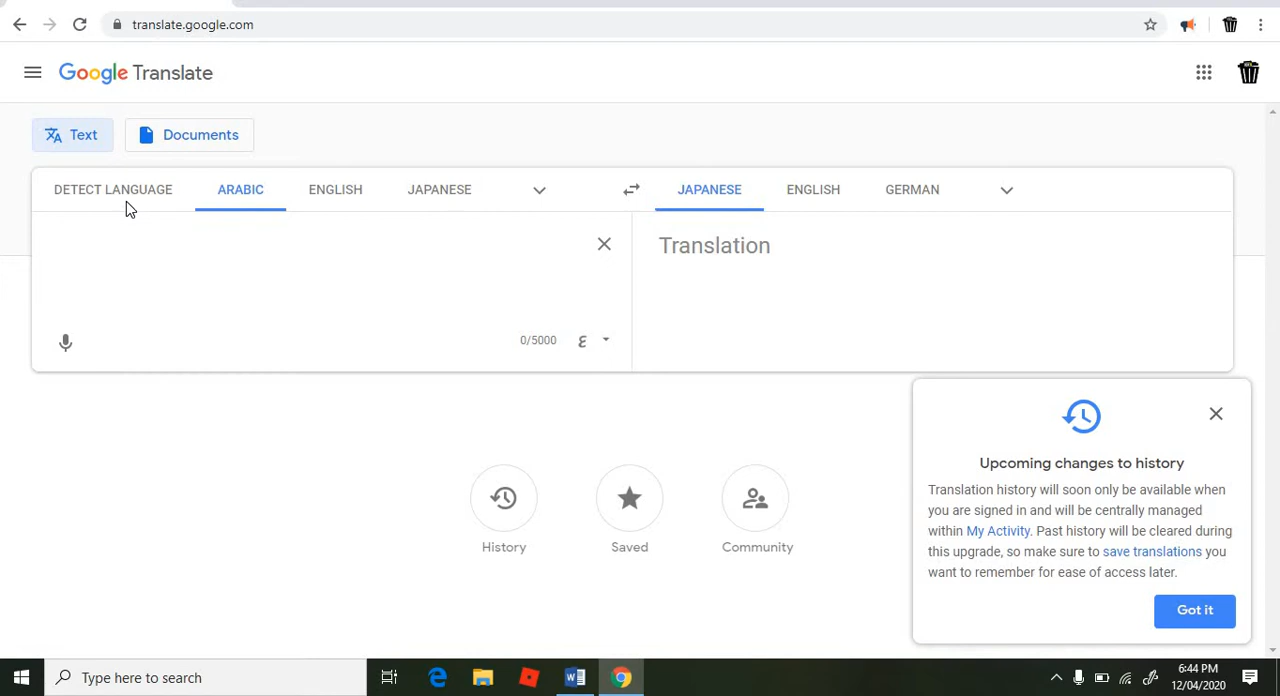 translate.google.com
Google Translate
Text Documents
DETECT LANGUAGE ARABIC ENGLISH JAPANESE JAPANESE ENGLISH GERMAN
Translation
0/5000
Upcoming changes to history
Translation history will soon only be available when
you are signed in and will be centrally managed
within My Activity. Past history will be cleared during
this upgrade, so make sure to save translations you
want to remember for ease of access later.
Got it
History Saved Community
Type here to search
6:44 PM
12/04/2020